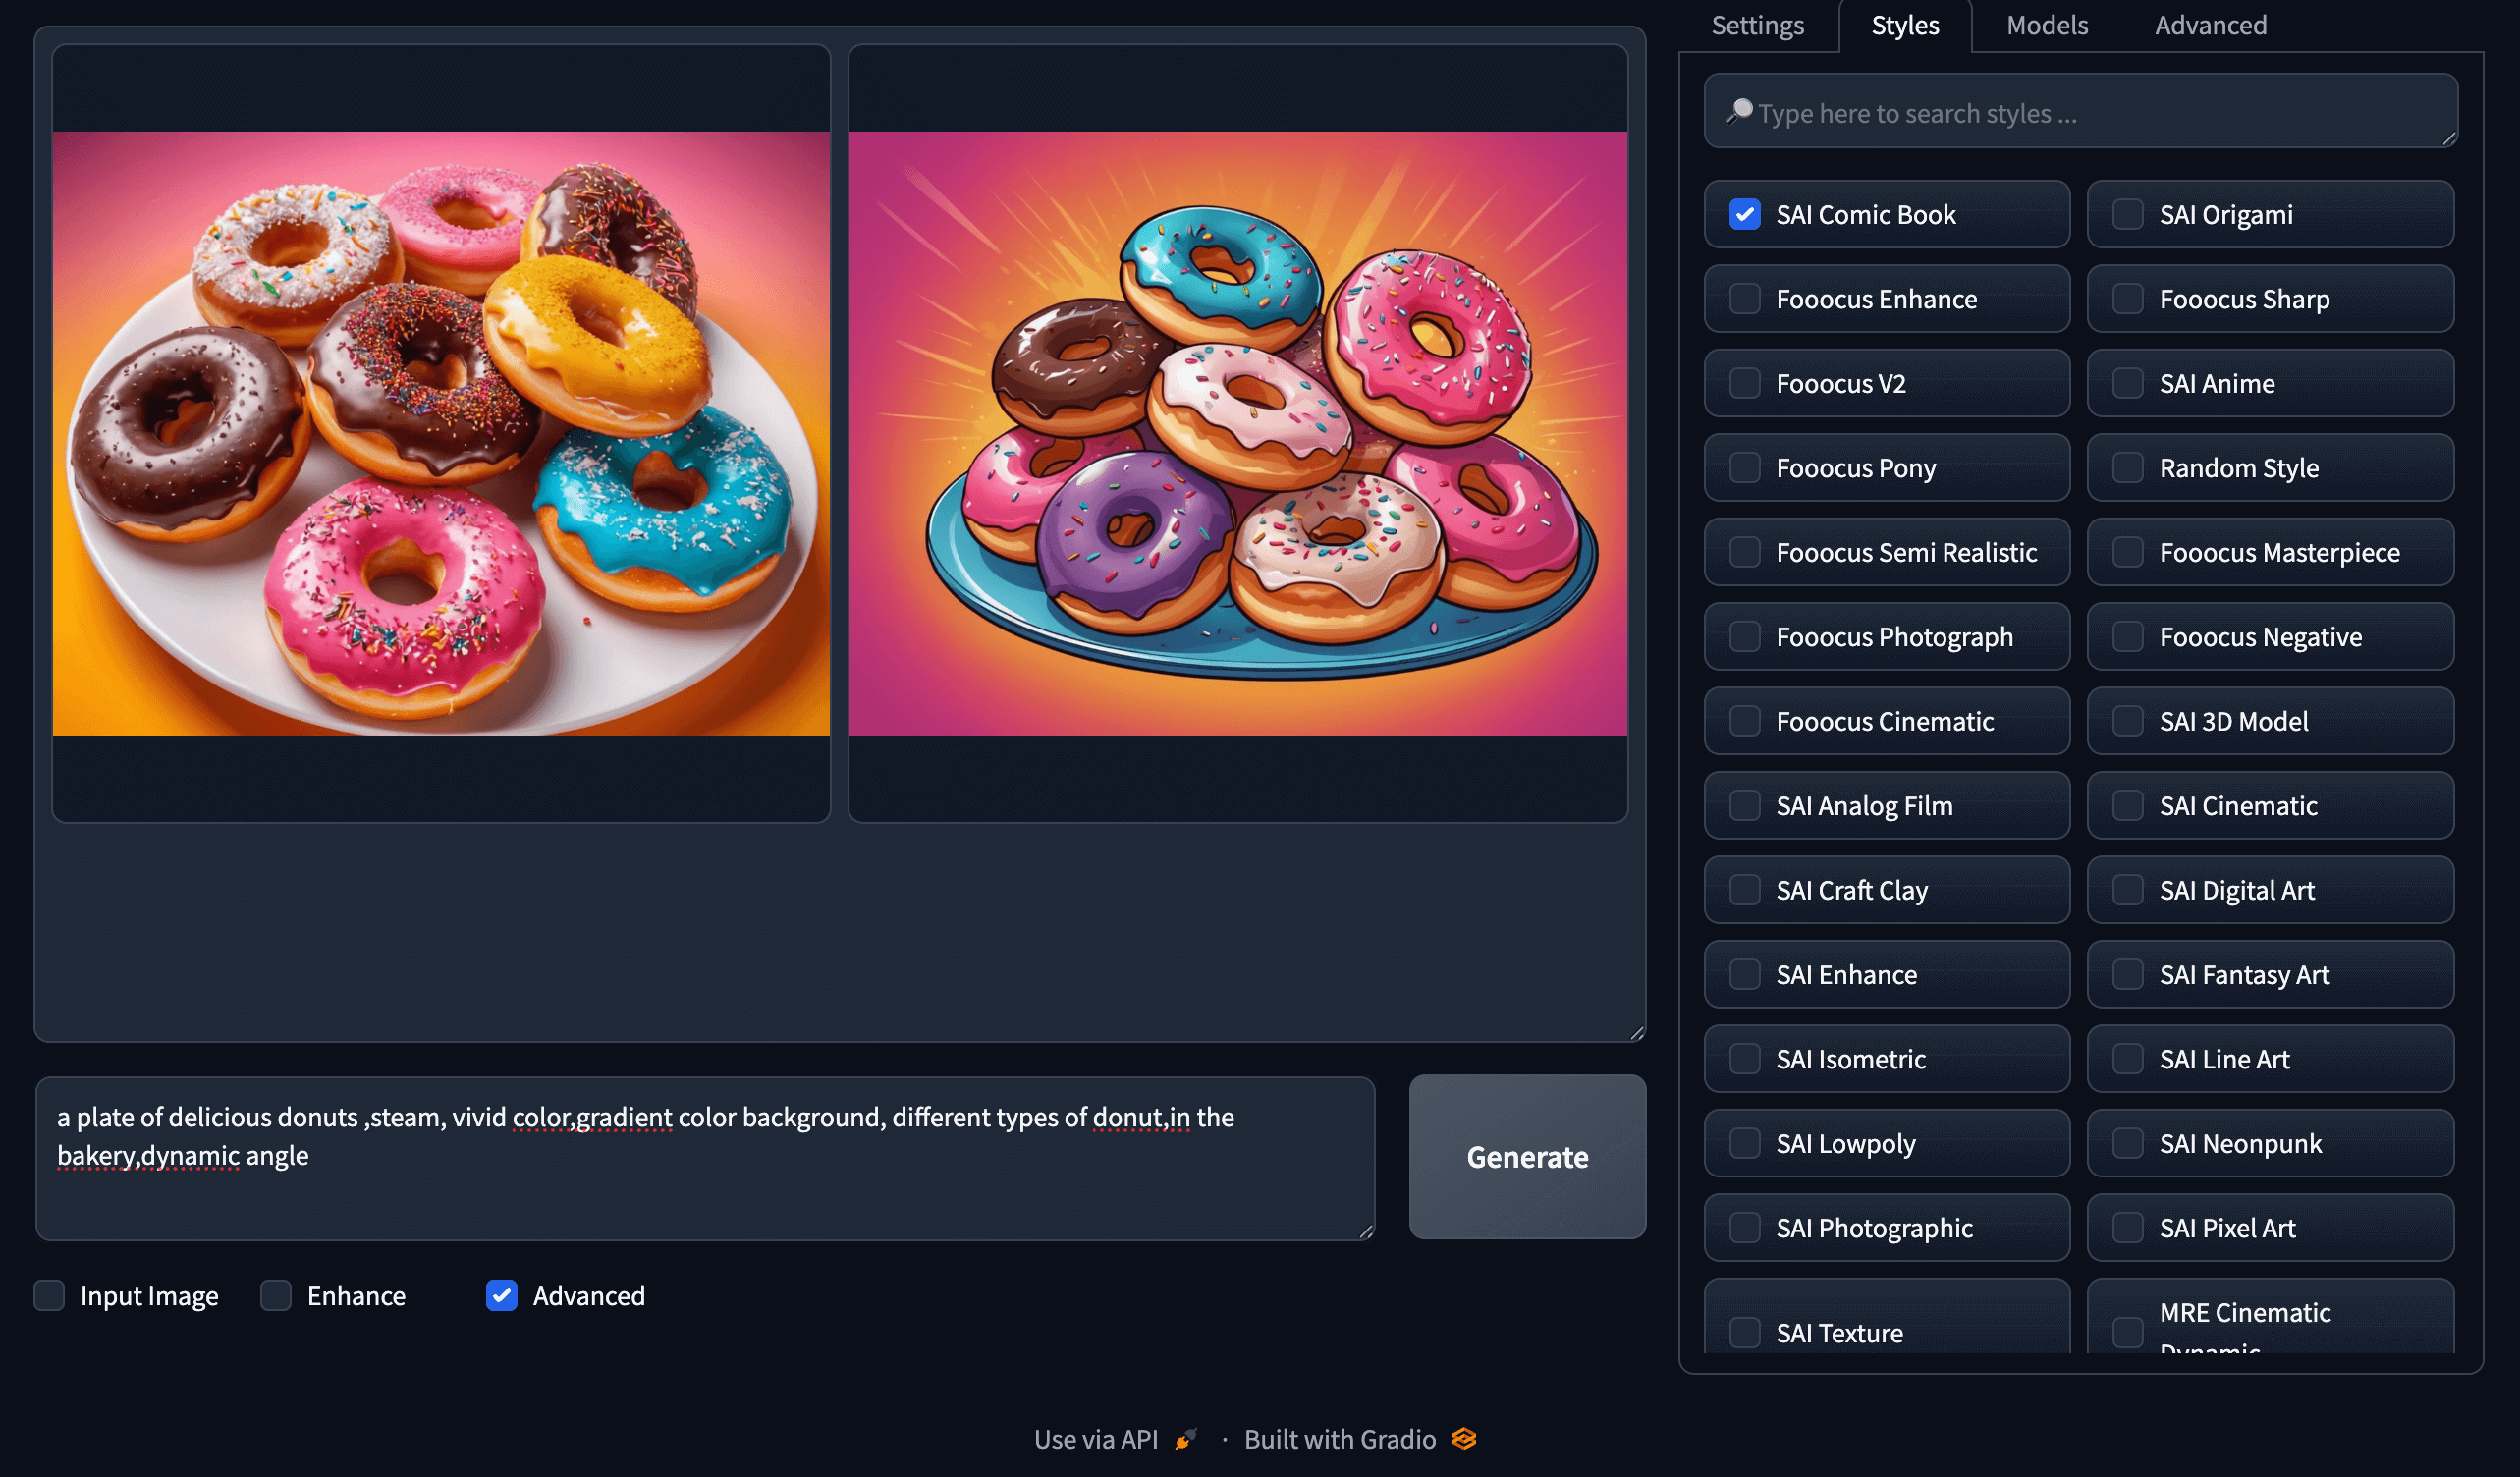 Settings
Styles
Models
Advanced
Type here to search styles ...
SAI Comic Book
SAI Origami
Fooocus Enhance
Fooocus Sharp
Fooocus V2
SAI Anime
Fooocus Pony
Random Style
Fooocus Semi Realistic
Fooocus Masterpiece
Fooocus Photograph
Fooocus Negative
Fooocus Cinematic
SAI 3D Model
SAI Analog Film
SAI Cinematic
SAI Craft Clay
SAI Digital Art
SAI Enhance
SAI Fantasy Art
SAI Isometric
SAI Line Art
SAI Lowpoly
SAI Neonpunk
SAI Photographic
SAI Pixel Art
SAI Texture
MRE Cinematic
Dynamic
a plate of delicious donuts ,steam, vivid color,gradient color background, different types of donut,in the
bakery,dynamic angle
Generate
Input Image
Enhance
Advanced
Use via API · Built with Gradio